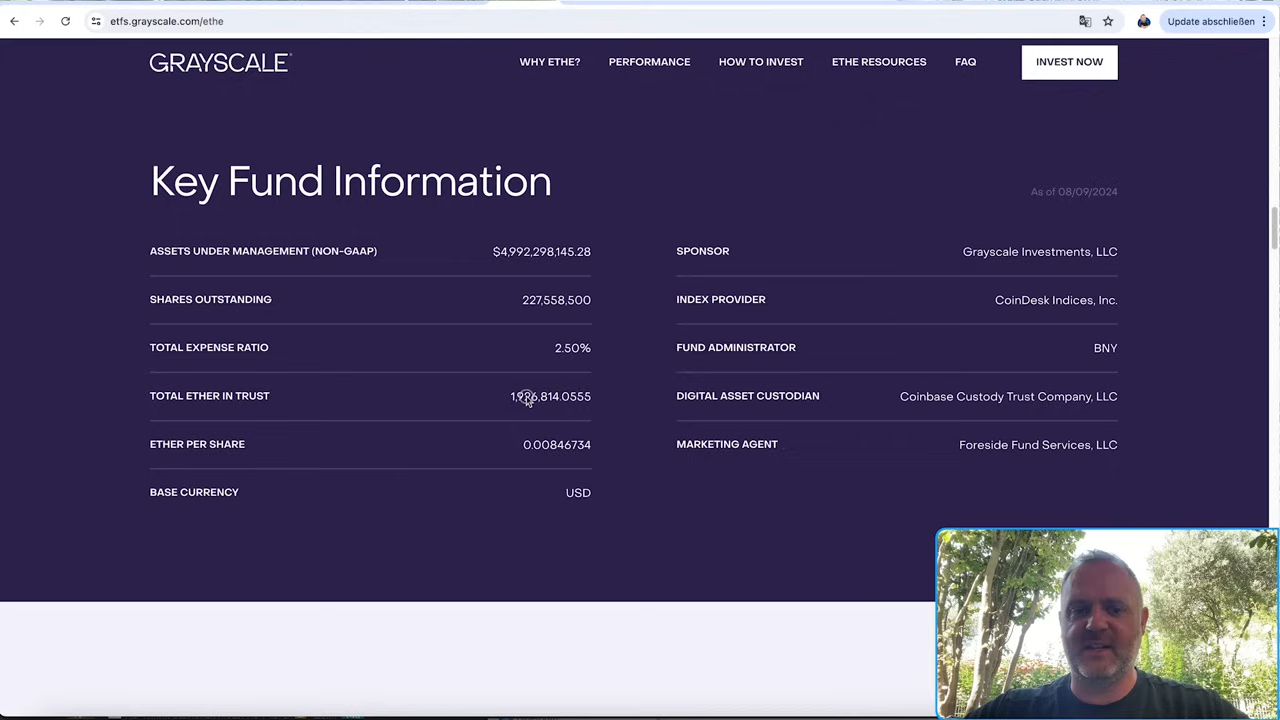 etfs.grayscale.com/ethe
Update abschließen
GRAYSCALE
WHY ETHE?
PERFORMANCE
HOW TO INVEST
ETHE RESOURCES
FAQ
INVEST NOW
Key Fund Information
As of 08/09/2024
ASSETS UNDER MANAGEMENT (NON-GAAP) $4,992,298,145.28
SHARES OUTSTANDING 227,558,500
TOTAL EXPENSE RATIO 2.50%
TOTAL ETHER IN TRUST 1,926,814.0555
ETHER PER SHARE 0.00846734
BASE CURRENCY USD
SPONSOR Grayscale Investments, LLC
INDEX PROVIDER CoinDesk Indices, Inc.
FUND ADMINISTRATOR BNY
DIGITAL ASSET CUSTODIAN Coinbase Custody Trust Company, LLC
MARKETING AGENT Foreside Fund Services, LLC